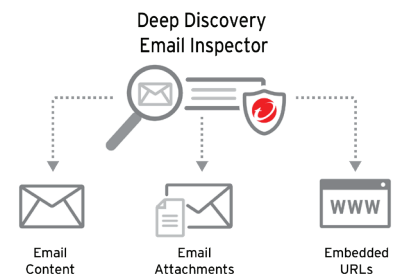 Deep Discovery
Email Inspector
WWW
Email
Content
Email
Attachments
Embedded
URLs